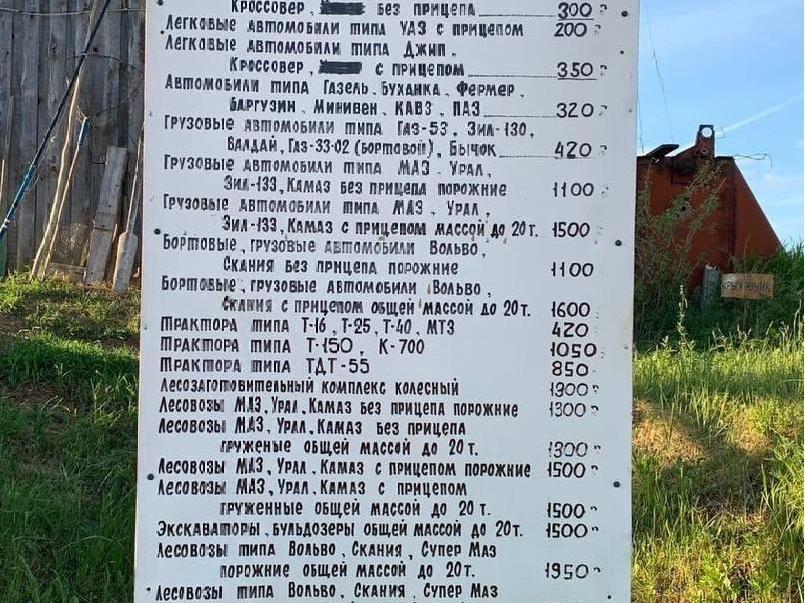 Кроссовер, без прицепа 300 р
Легковые автомобили типа УАЗ с прицепом 200 р
Легковые автомобили типа Джип,
Кроссовер, с прицепом 350 р
Автомобили типа Газель, Буханка, Фермер,
Баргузин, Минивен, КАВЗ, ПАЗ 320 р
Грузовые автомобили типа Газ-53, Зил-130,
Валдай, Газ-33-02 (бортовой), Бычок 420 р
Грузовые автомобили типа МАЗ, Урал,
Зил-133, Камаз без прицепа порожние 1100 р
Грузовые автомобили типа МАЗ, Урал,
Зил-133, Камаз с прицепом массой до 20т. 1500 р
Бортовые, грузовые автомобили Вольво,
Скания без прицепа порожние 1100
Бортовые, грузовые автомобили Вольво,
Скания с прицепом общей массой до 20т. 1600 р
Трактора типа Т-16, Т-25, Т-40, МТЗ 420
Трактора типа Т-150, К-700 1050 р
Трактора типа ТДТ-55 850
Лесозаготовительный комплекс колесный 1900 р
Лесовозы МАЗ, Урал, Камаз без прицепа порожние 1300 р
Лесовозы МАЗ, Урал, Камаз без прицепа
груженые общей массой до 20 т. 1300 р
Лесовозы МАЗ, Урал, Камаз с прицепом порожние 1500 р
Лесовозы МАЗ, Урал, Камаз с прицепом
груженные общей массой до 20 т. 1500 р
Экскаваторы, бульдозеры общей массой до 20т. 1500 р
Лесовозы типа Вольво, Скания, Супер Маз
порожние общей массой до 20т. 1950 р
Лесовозы типа Вольво, Скания, Супер Маз